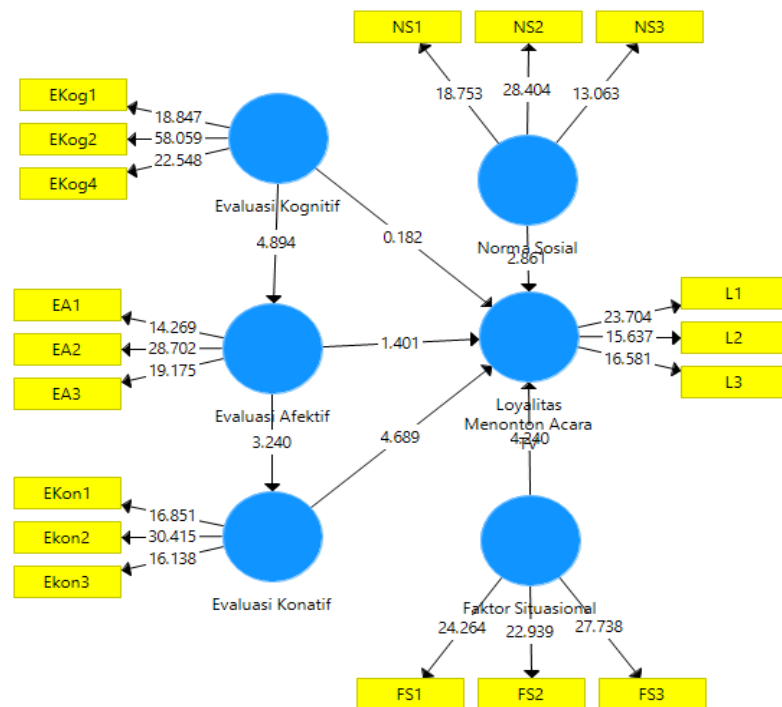 NS1
NS2
NS3
18.753
28.404
13.063
EKog1
EKog2
EKog4
18.847
58.059
22.548
Evaluasi Kognitif
Norma Sosial
4.894
0.182
2.861
EA1
EA2
EA3
14.269
28.702
19.175
Evaluasi Afektif
1.401
L1
L2
L3
23.704
15.637
16.581
Loyalitas
Menonton Acara
TV
3.240
4.689
4.240
EKon1
Ekon2
Ekon3
16.851
30.415
16.138
Evaluasi Konatif
Faktor Situasional
24.264
22.939
27.738
FS1
FS2
FS3